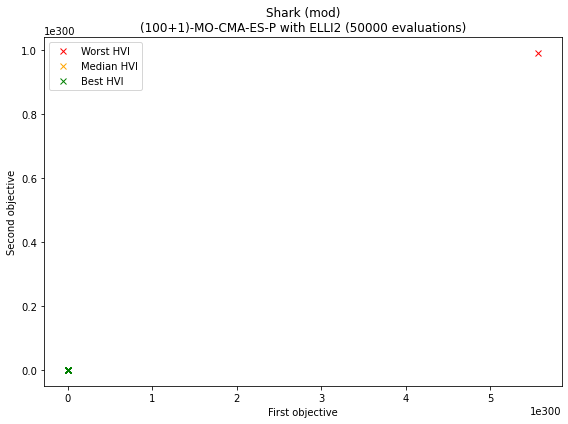 Shark (mod)
(100+1)-MO-CMA-ES-P with ELLI2 (50000 evaluations)
1e300
Worst HVI
Median HVI
Best HVI
1.0
0.8
0.6
0.4
0.2
0.0
Second objective
0 1 2 3 4 5
First objective
1e300